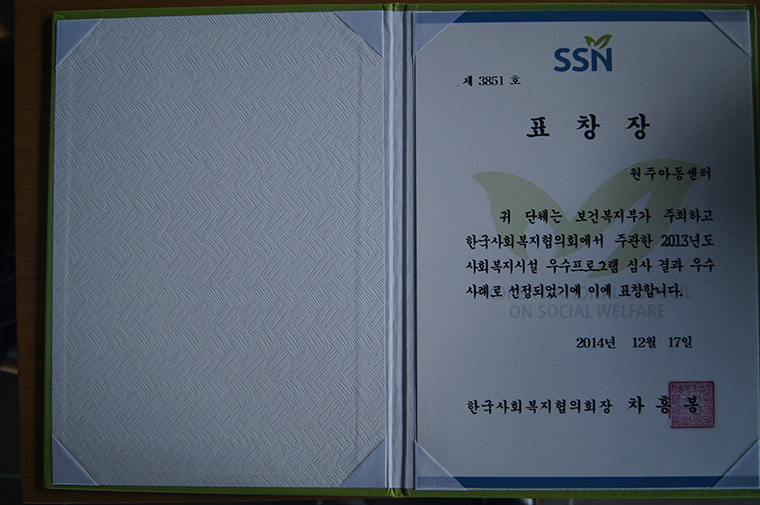 SSN
제 3851 호
표 창 장
원주아동센터
귀 단체는 보건복지부가 주최하고
한국사회복지협의회에서 주관한 2013년도
사회복지시설 우수프로그램 심사 결과 우수
사례로 선정되었기에 이에 표창합니다.
ON SOCIAL WELFARE
2014년 12월 17일
한국사회복지협의회장 차 흥 봉